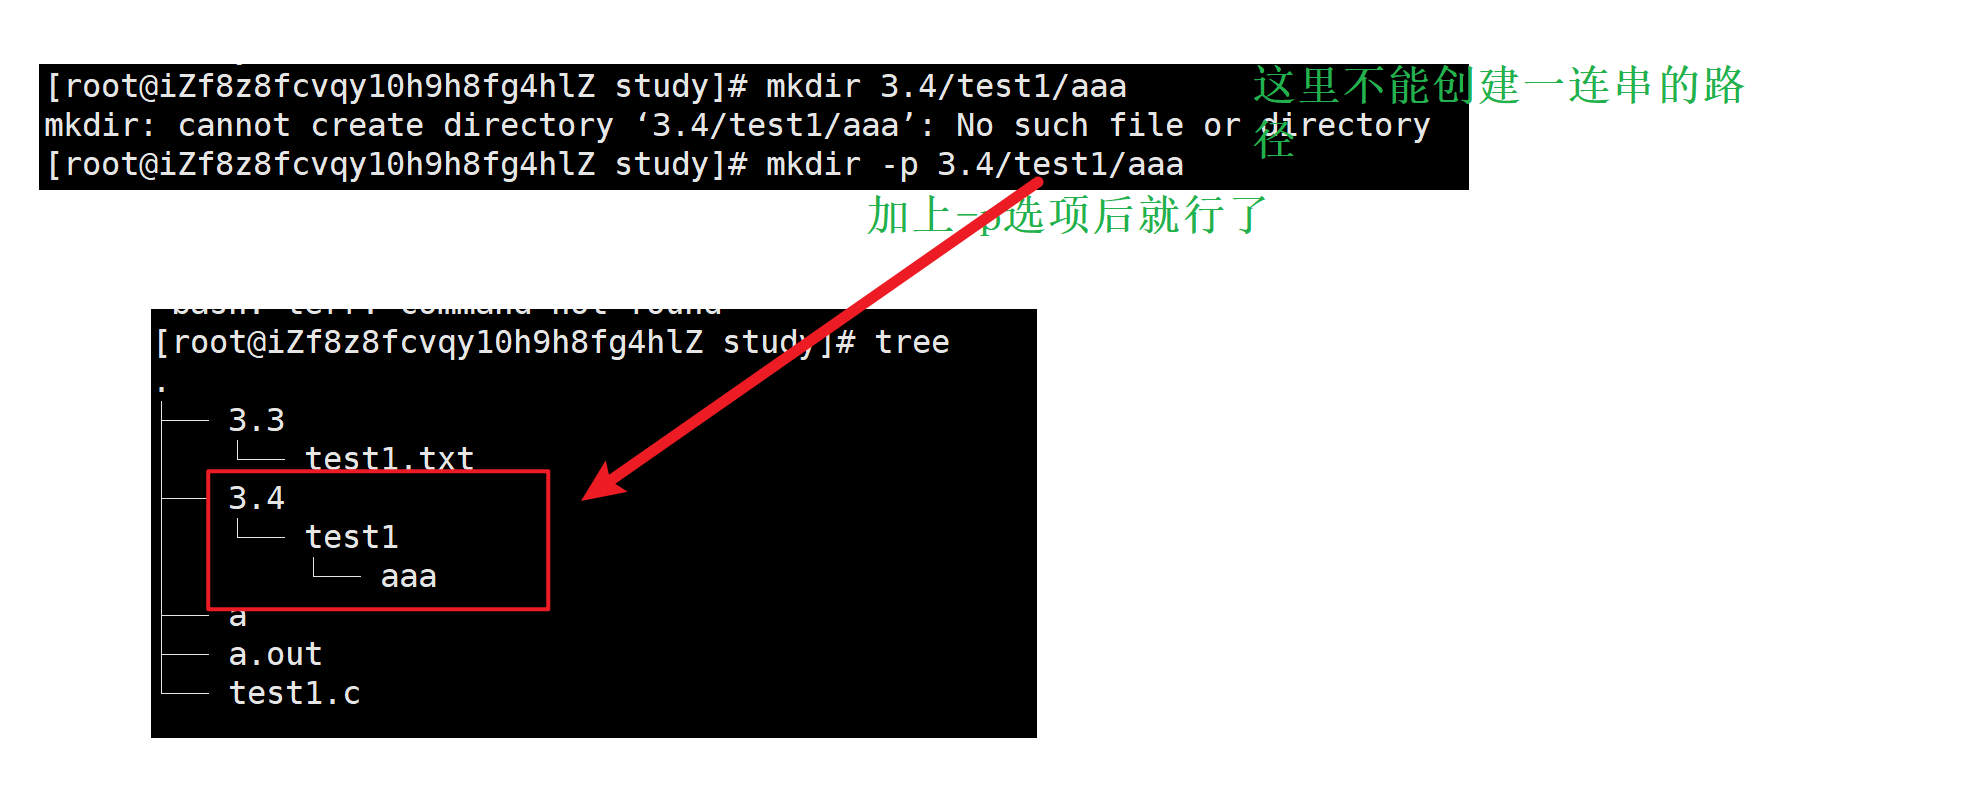 [root@iZf8z8fcvqy10h9h8fg4hlZ study]# mkdir 3.4/test1/aaa
这里不能创建一连串的路
径
mkdir: cannot create directory ‘3.4/test1/aaa’: No such file or directory
[root@iZf8z8fcvqy10h9h8fg4hlZ study]# mkdir -p 3.4/test1/aaa
加上-p选项后就行了
[root@iZf8z8fcvqy10h9h8fg4hlZ study]# tree
.
├── 3.3
│   └── test1.txt
├── 3.4
│   └── test1
│       └── aaa
├── a
├── a.out
└── test1.c